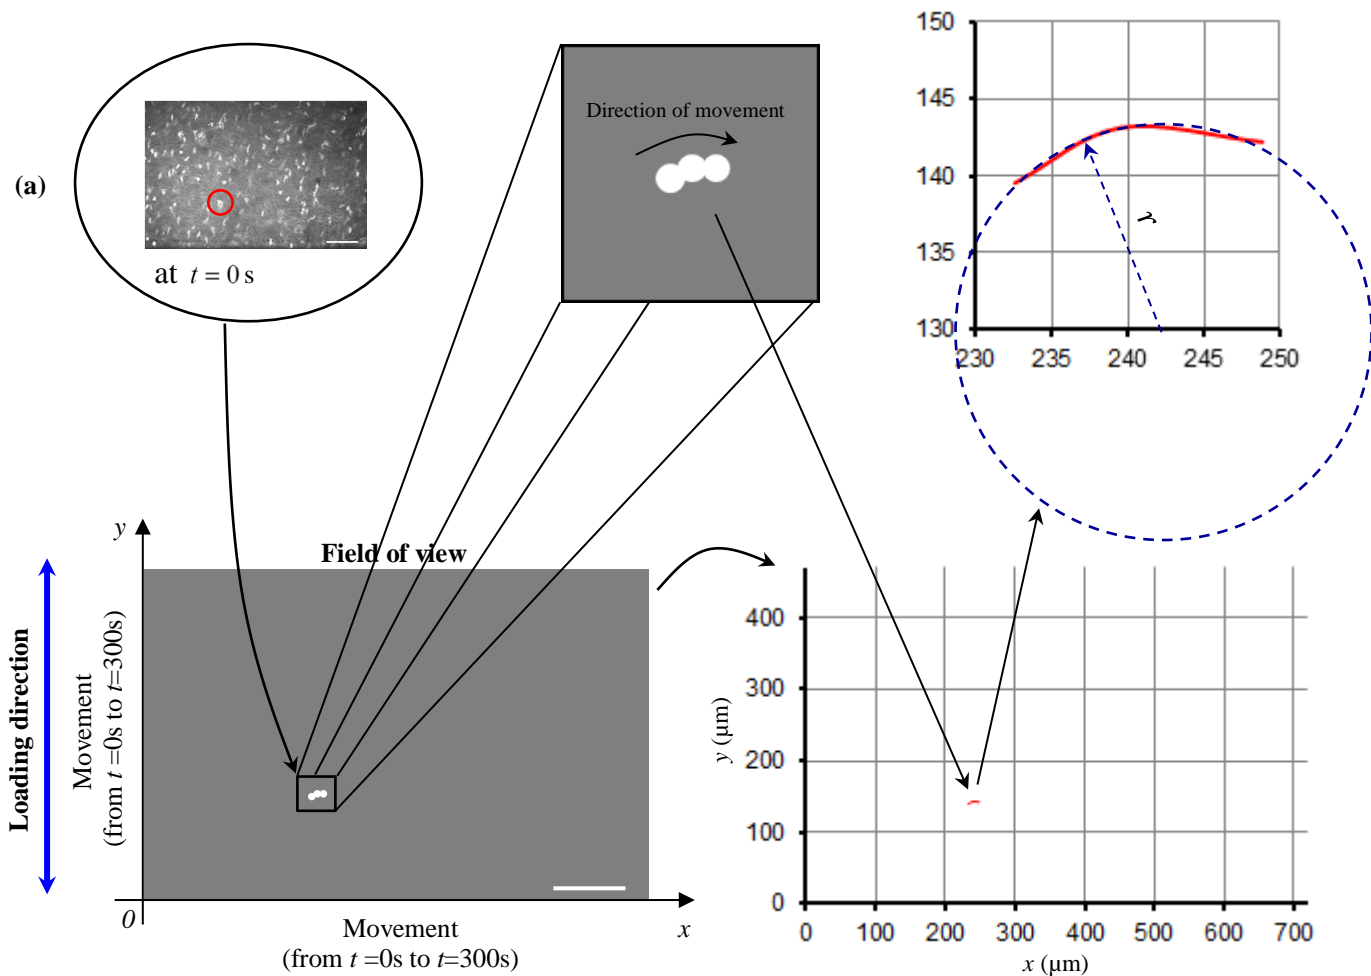 (a)
at t = 0 s
Direction of movement
150
145
140
135
130
230 235 240 245 250
r
y
Field of view
Loading direction
Movement
(from t =0s to t=300s)
0
x
Movement
(from t =0s to t=300s)
y (μm)
400
300
200
100
0
0 100 200 300 400 500 600 700
x (μm)